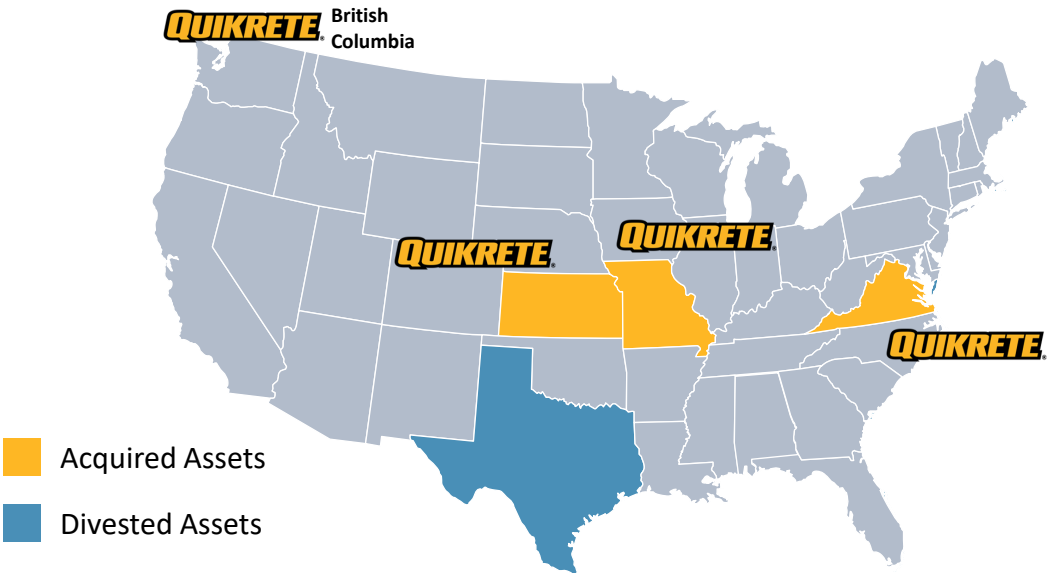 QUIKRETE
British
Columbia
QUIKRETE
QUIKRETE
QUIKRETE
Acquired Assets
Divested Assets